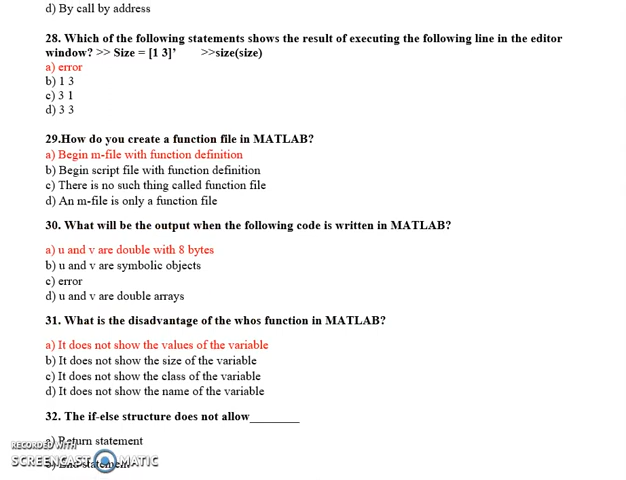 d) By call by address
28. Which of the following statements shows the result of executing the following line in the editor
window? >> Size = [1 3]’ >>size(size)
a) error
b) 1 3
c) 3 1
d) 3 3
29.How do you create a function file in MATLAB?
a) Begin m-file with function definition
b) Begin script file with function definition
c) There is no such thing called function file
d) An m-file is only a function file
30. What will be the output when the following code is written in MATLAB?
a) u and v are double with 8 bytes
b) u and v are symbolic objects
c) error
d) u and v are double arrays
31. What is the disadvantage of the whos function in MATLAB?
a) It does not show the values of the variable
b) It does not show the size of the variable
c) It does not show the class of the variable
d) It does not show the name of the variable
32. The if-else structure does not allow________
a) Return statement
RECORDED WITH
b) End statement
SCREENCAST MATIC